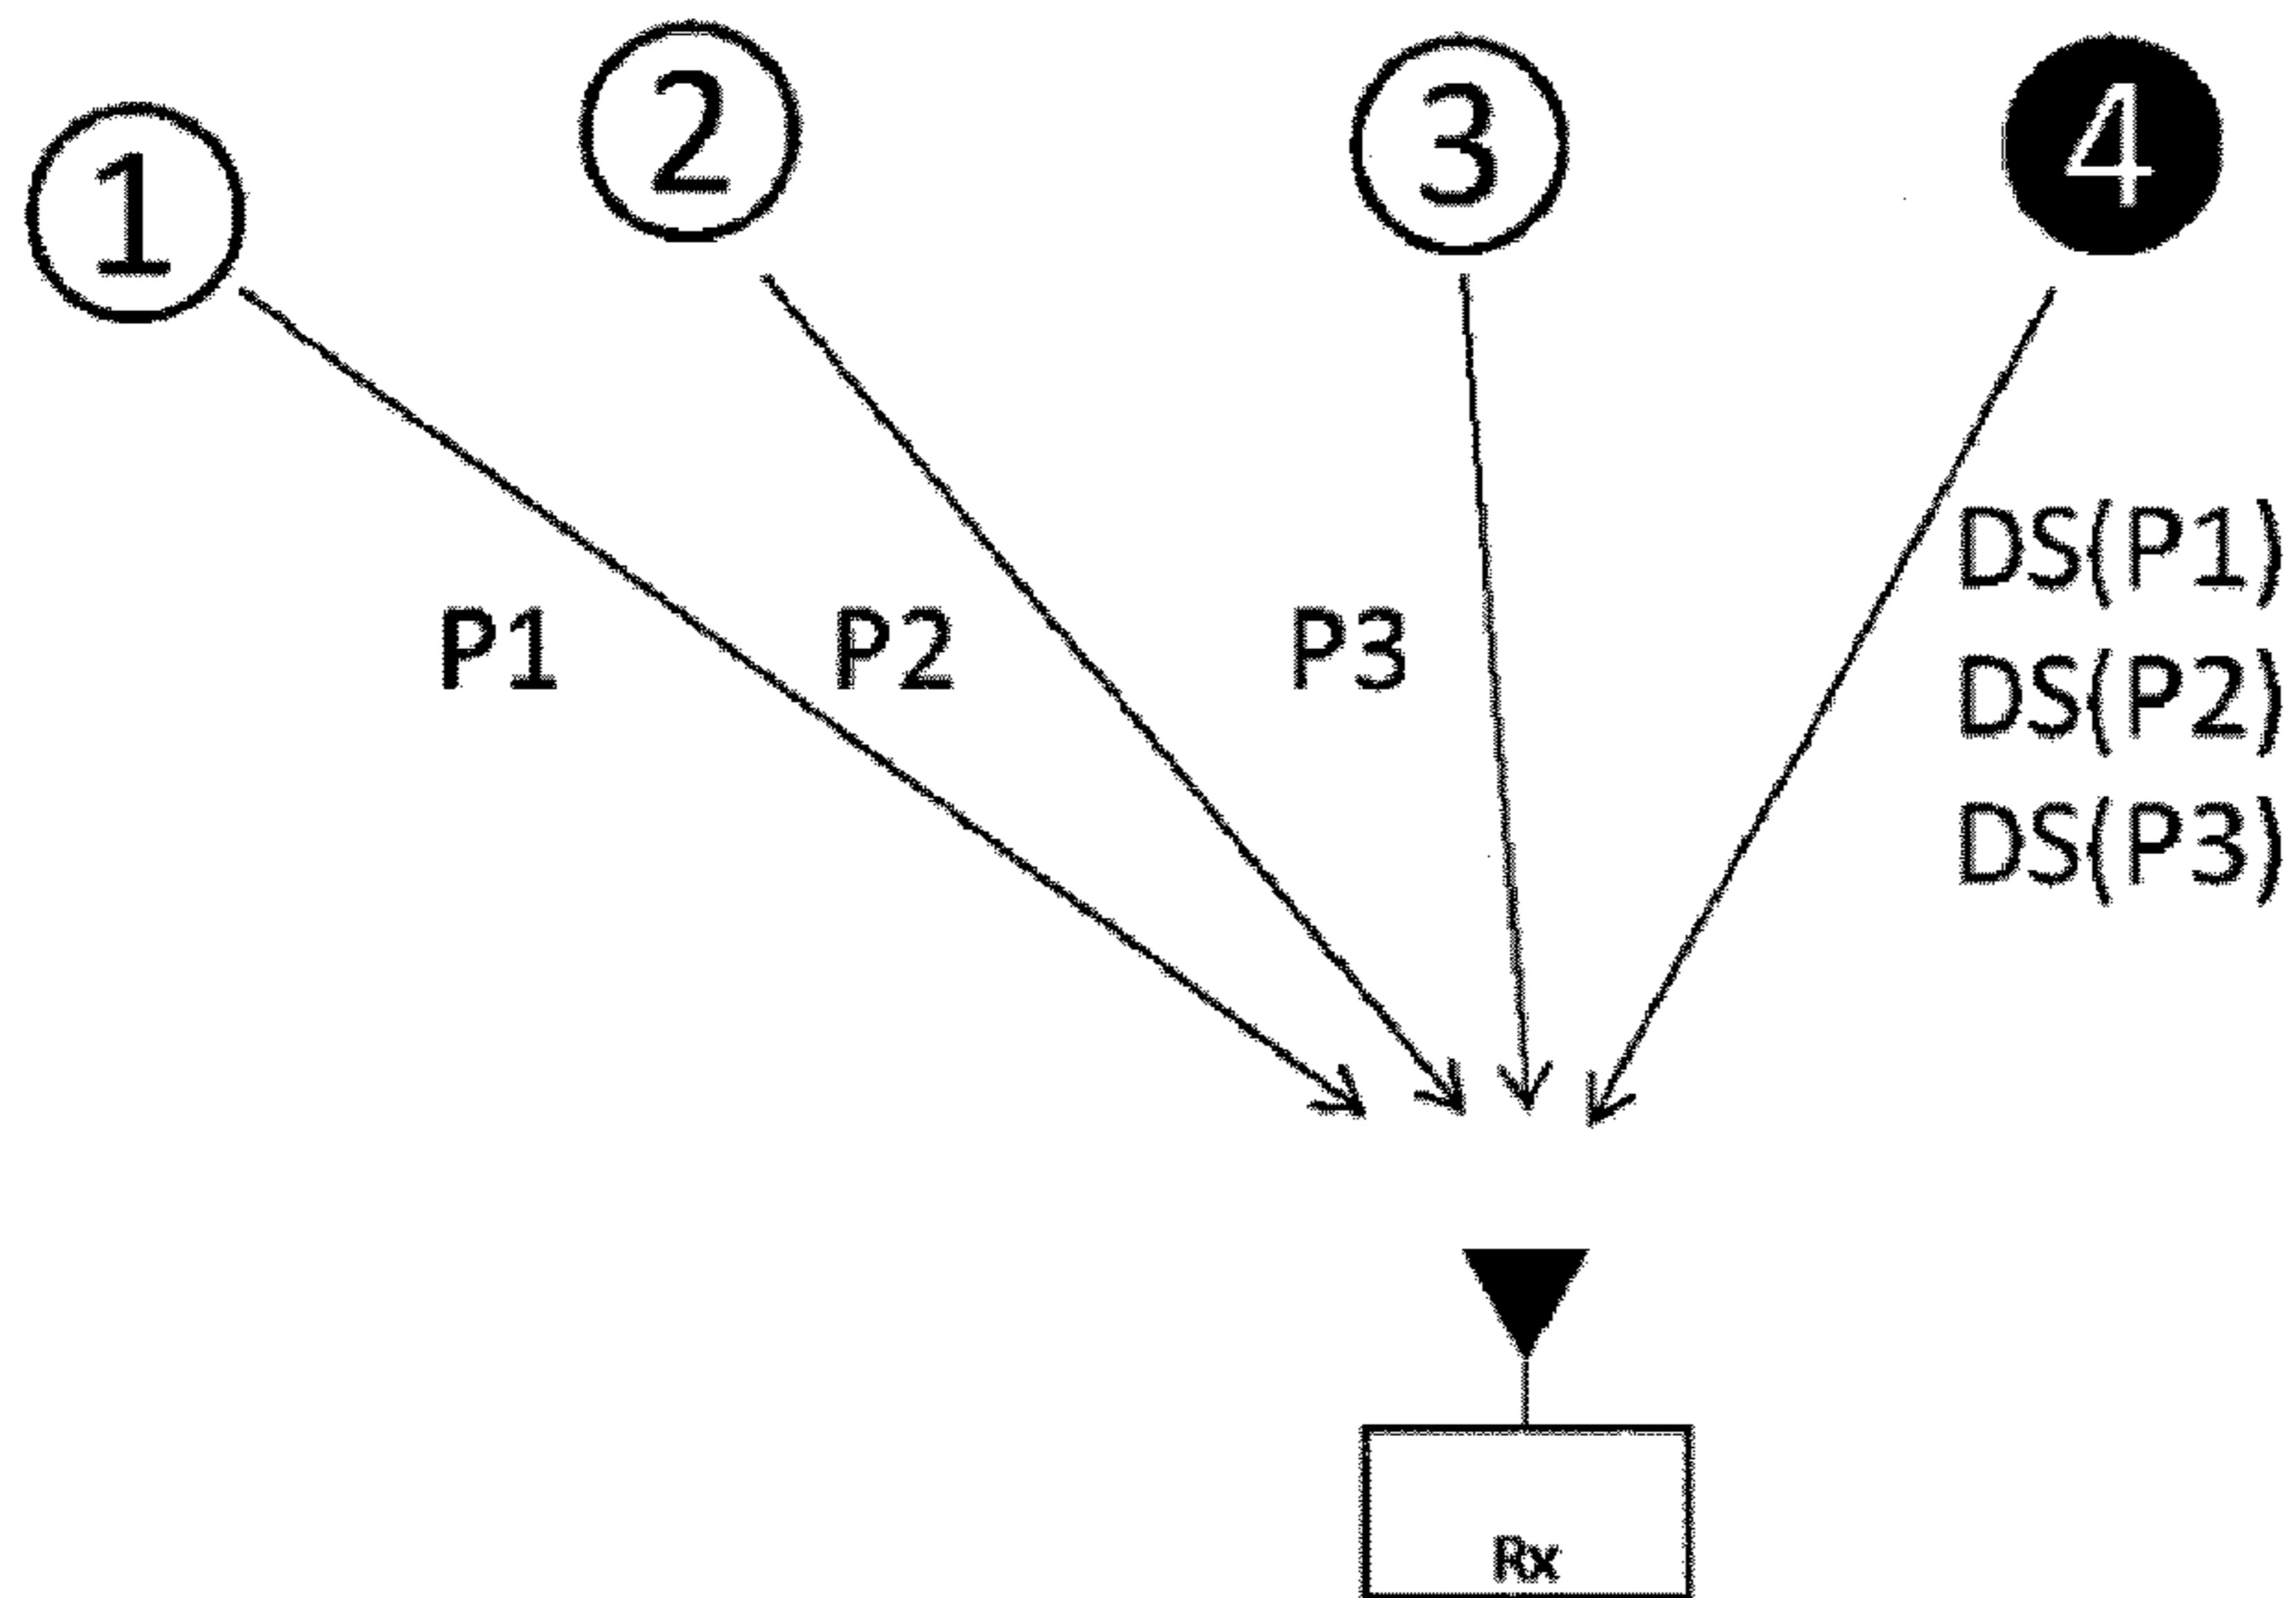 1
2
3
4
P1
P2
P3
DS(P1)
DS(P2)
DS(P3)
Rx